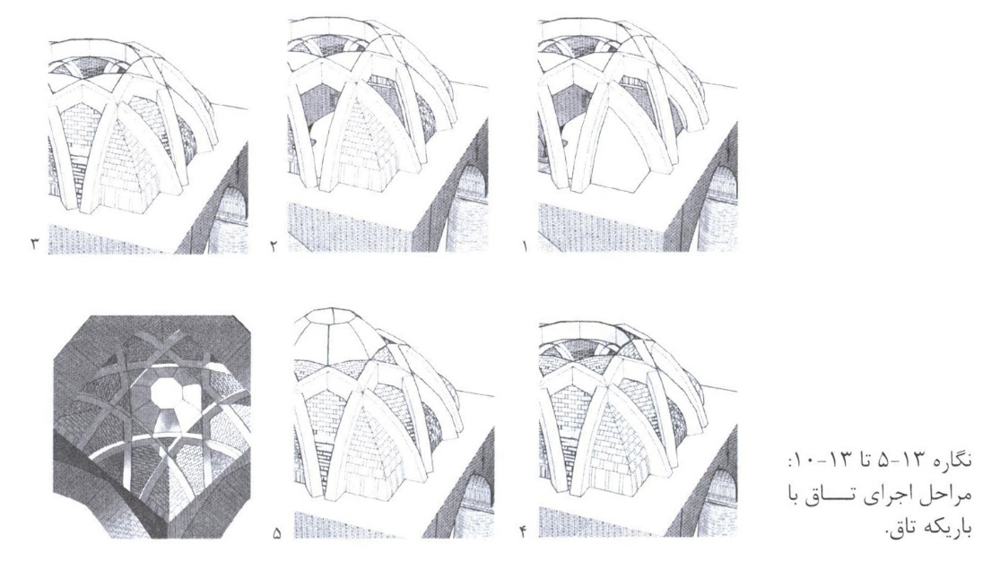 ۱
۲
۳
۴
۵
نگاره ۱۳-۵ تا ۱۳-۱۰:
مراحل اجرای تـــاق با
باریکه تاق.